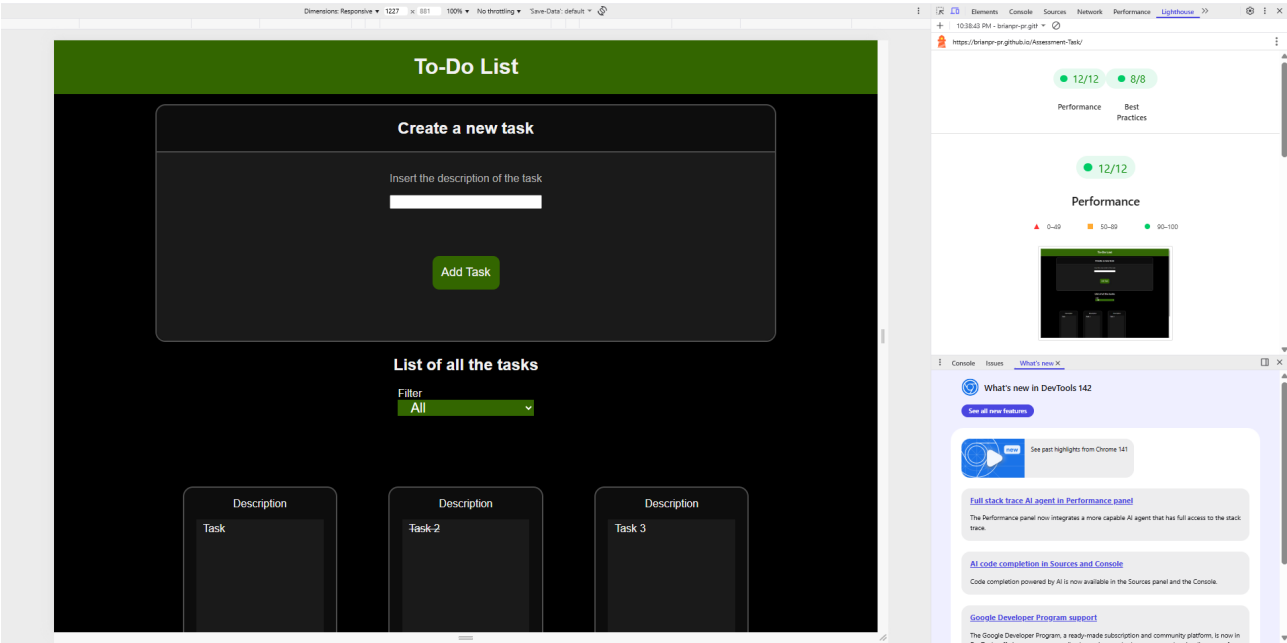 Dimensions: Responsive ▼ 1227 × 881 100% ▼ No throttling ▼ 'Save-Data': default ▼
To-Do List
Create a new task
Insert the description of the task
Add Task
List of all the tasks
Filter
All
Description
Task
Description
Task 2
Description
Task 3
Elements Console Sources Network Performance Lighthouse
10:38:43 PM - brianpr-pr.gitl
https://brianpr-pr.github.io/Assessment-Task/
12/12 8/8
Performance Best
Practices
12/12
Performance
0–49 50–89 90–100
Console Issues What's new ×
What's new in DevTools 142
See all new features
new
See past highlights from Chrome 141
Full stack trace AI agent in Performance panel
The Performance panel now integrates a more capable AI agent that has full access to the stack
trace.
AI code completion in Sources and Console
Code completion powered by AI is now available in the Sources panel and the Console.
Google Developer Program support
The Google Developer Program, a ready-made subscription and community platform, is now in